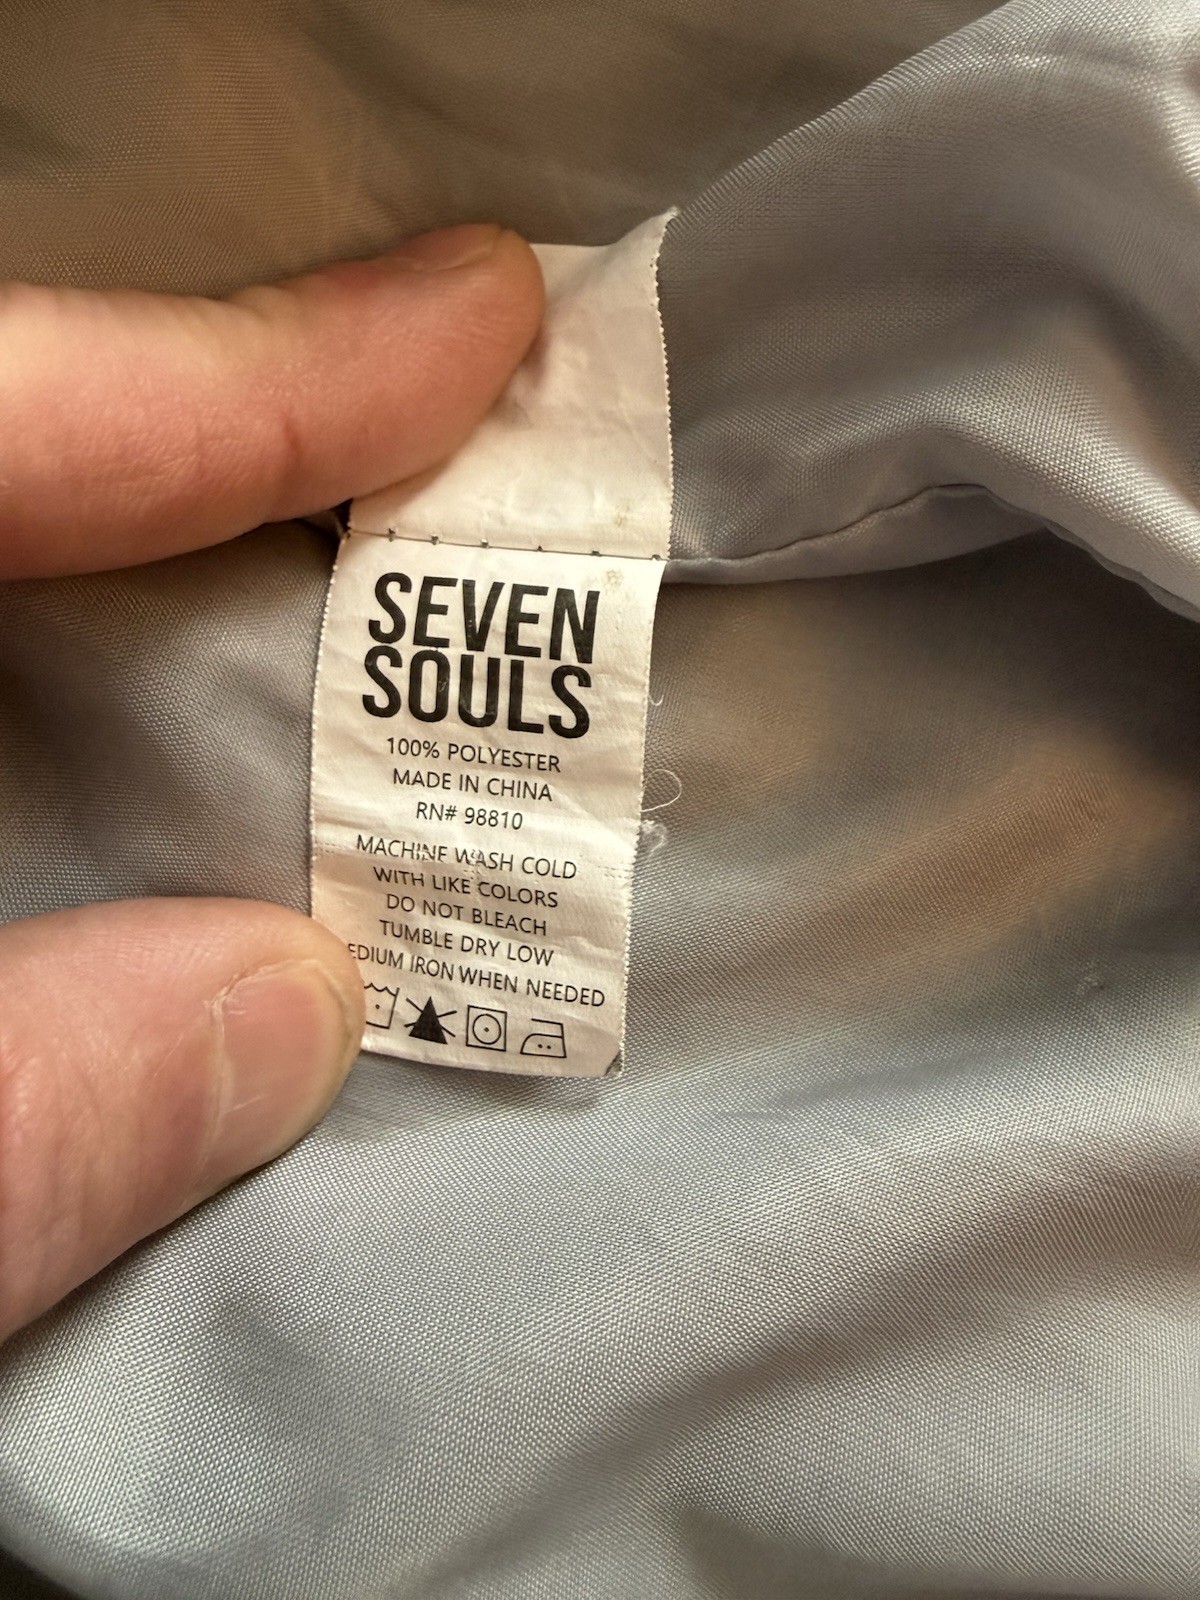 SEVEN
SOULS
100% POLYESTER
MADE IN CHINA
RN# 98810
MACHINE WASH COLD
WITH LIKE COLORS
DO NOT BLEACH
TUMBLE DRY LOW
EDIUM IRON WHEN NEEDED